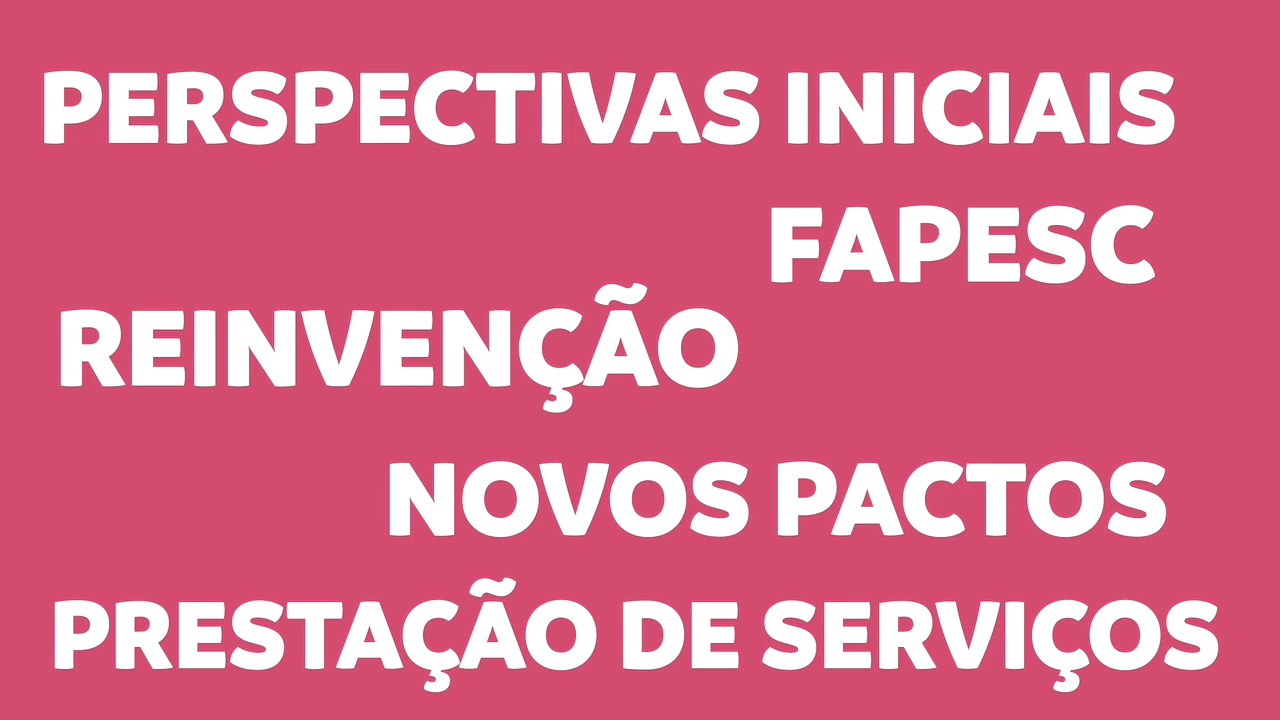 PERSPECTIVAS INICIAIS
FAPESC
REINVENÇÃO
NOVOS PACTOS
PRESTAÇÃO DE SERVIÇOS